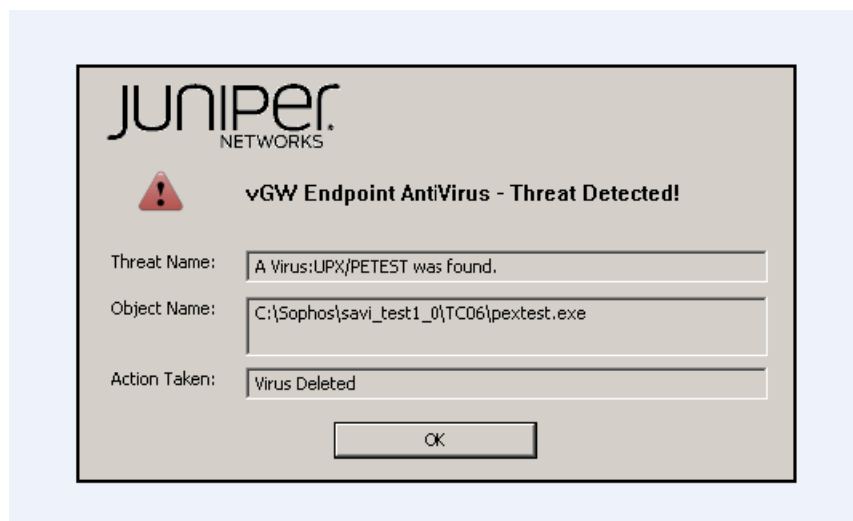 JUNIPER
NETWORKS
vGW Endpoint AntiVirus - Threat Detected!
Threat Name:
A Virus:UPX/PETEST was found.
Object Name:
C:\Sophos\savi_test1_0\TC06\pextest.exe
Action Taken:
Virus Deleted
OK